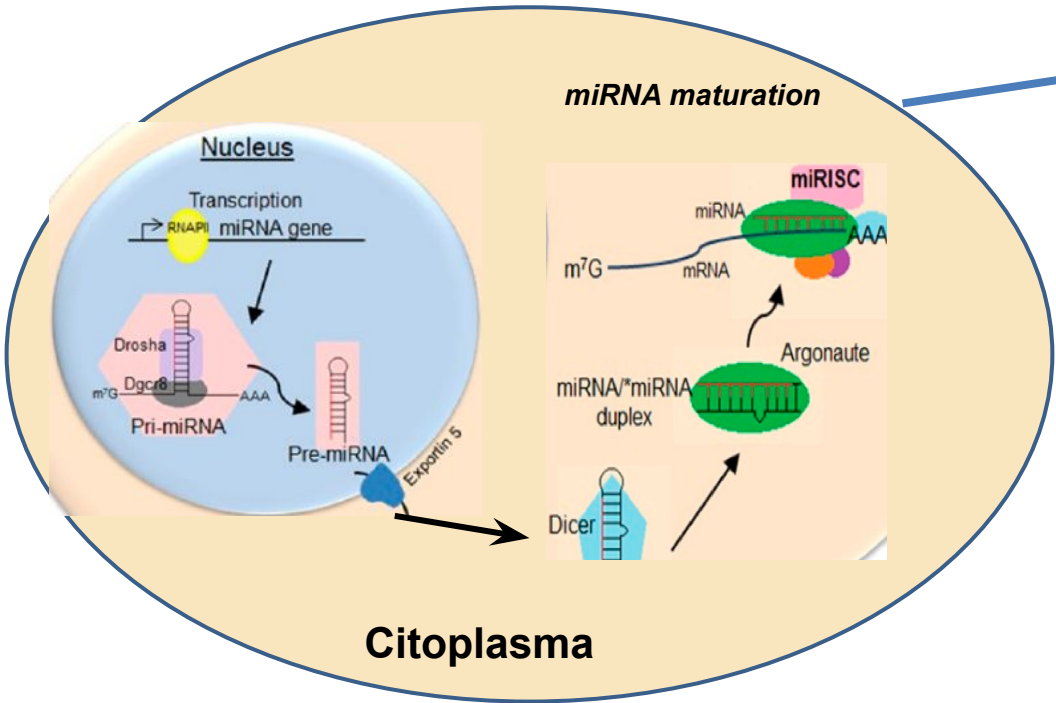 miRNA maturation
Nucleus
Transcription
RNAPII miRNA gene
Drosha
Dgcr8
m⁷G
AAA
Pri-miRNA
Pre-miRNA
Exportin 5
miRISC
miRNA
AAA
m⁷G
mRNA
Argonaute
miRNA/*miRNA
duplex
Dicer
Citoplasma